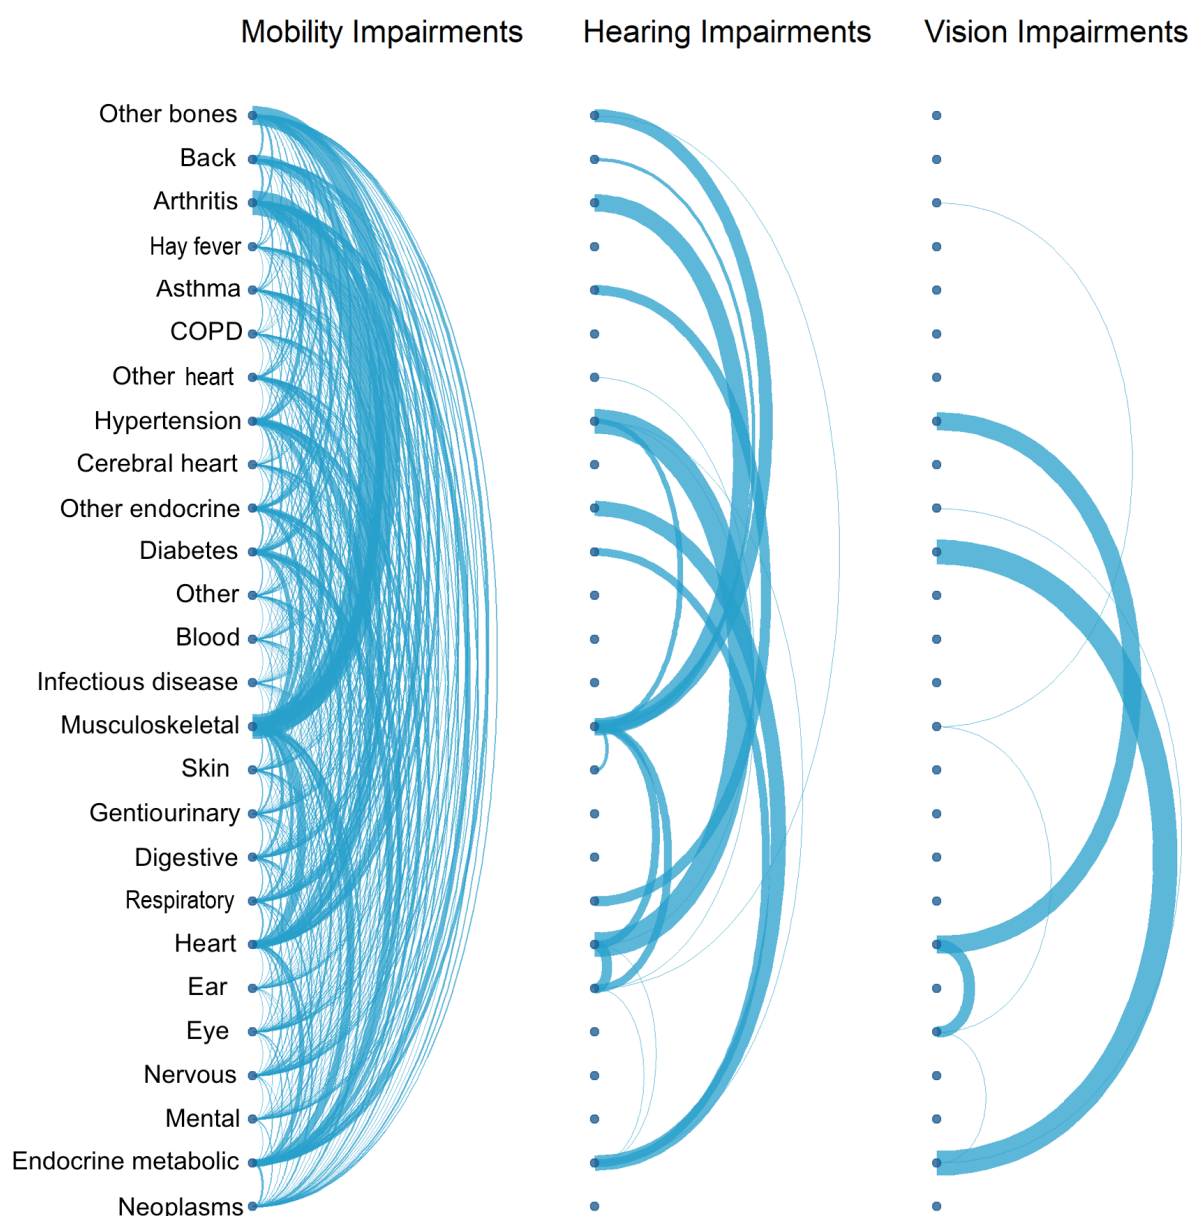 Mobility Impairments Hearing Impairments Vision Impairments
Other bones
Back
Arthritis
Hay fever
Asthma
COPD
Other heart
Hypertension
Cerebral heart
Other endocrine
Diabetes
Other
Blood
Infectious disease
Musculoskeletal
Skin
Gentiourinary
Digestive
Respiratory
Heart
Ear
Eye
Nervous
Mental
Endocrine metabolic
Neoplasms